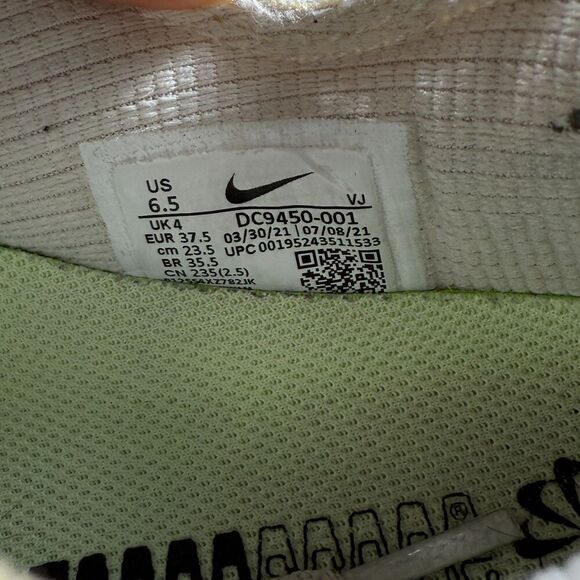 US
6.5
VJ
UK 4
DC9450-001
EUR 37.5
03/30/21
07/08/21
cm 23.5
UPC 00195243511533
BR 35.5
CN 235(2.5)
®